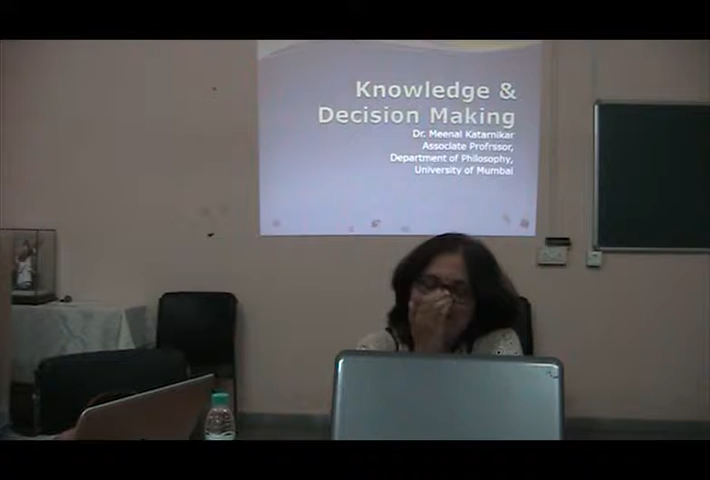 Knowledge &
Decision Making
Dr. Meenal Katarnikar
Associate Profrssor,
Department of Philosophy,
University of Mumbai